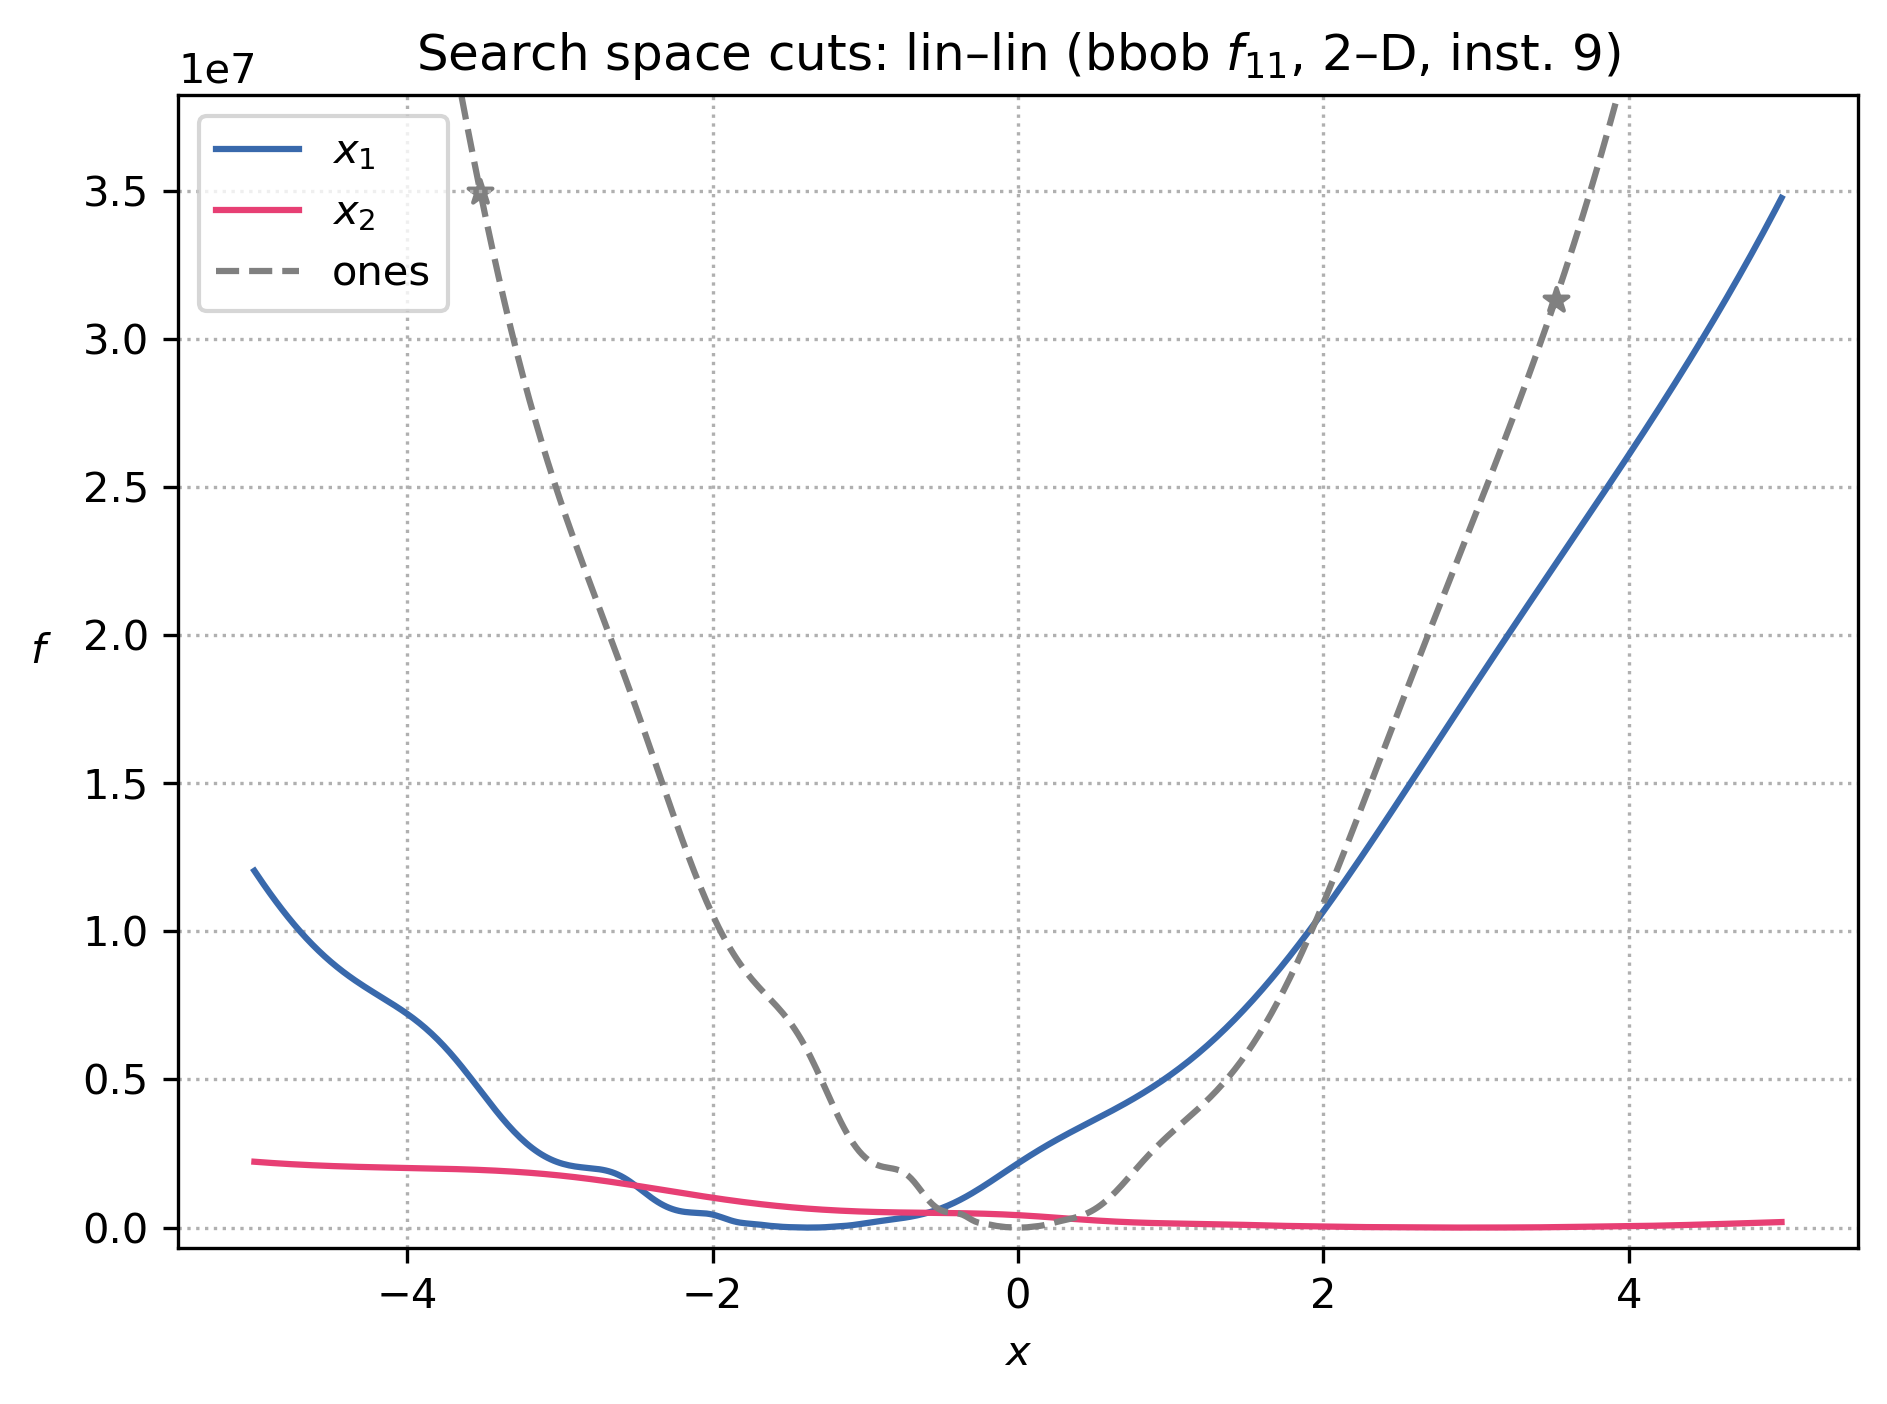 Search space cuts: lin–lin (bbob f₁₁, 2–D, inst. 9)
1e7
x₁
x₂
ones
3.5
3.0
2.5
2.0
1.5
1.0
0.5
0.0
f
−4
−2
0
2
4
x